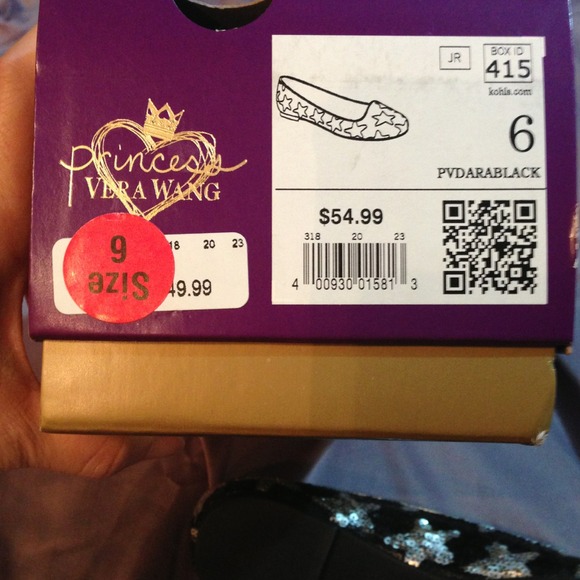 princess
VERA WANG
JR
BOX ID
415
kohls.com
6
PVDARABLACK
$54.99
318 20 23
4 00930 01581 3
18 20 23
49.99
Size
6